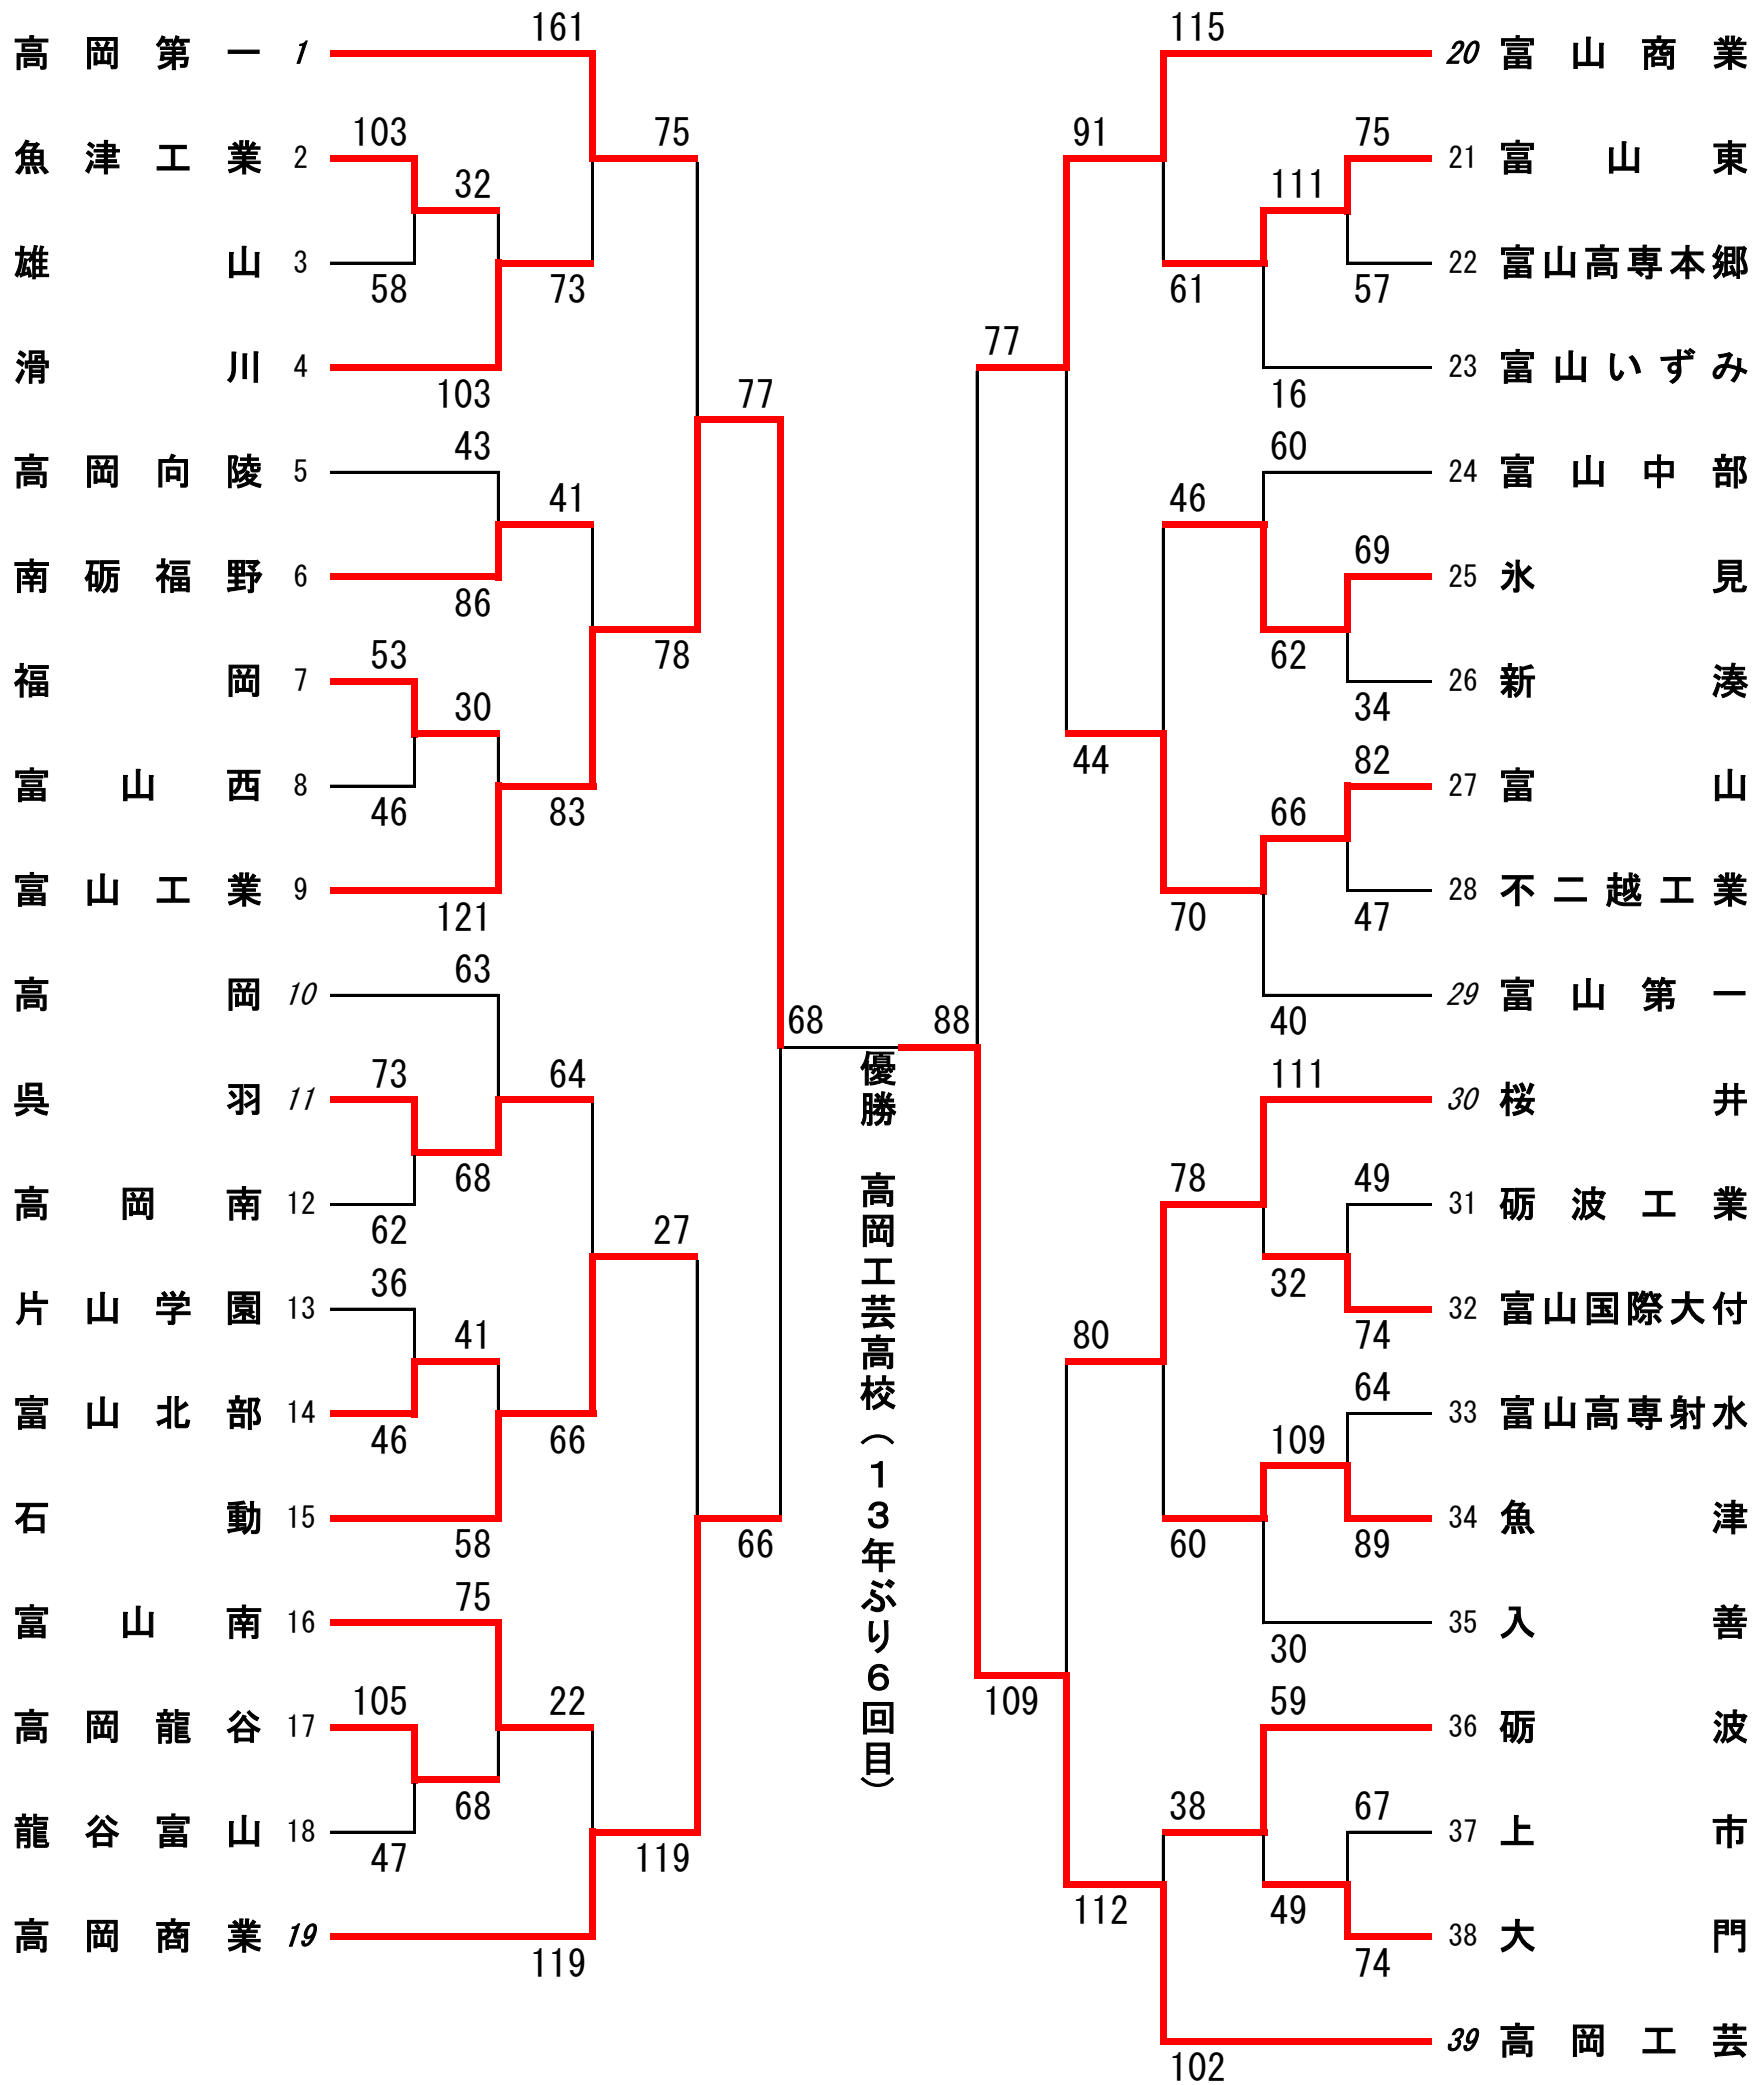 高岡第一 1
魚津工業 2
雄山 3
滑川 4
高岡向陵 5
南砺福野 6
福岡 7
富山西 8
富山工業 9
高岡 10
呉羽 11
高岡南 12
片山学園 13
富山北部 14
石動 15
富山南 16
高岡龍谷 17
龍谷富山 18
高岡商業 19
103
58
53
46
73
62
36
46
105
47
32
103
43
86
30
121
63
68
41
58
75
68
161
73
41
83
64
66
22
119
75
78
27
119
77
66
68
88
優勝 高岡工芸高校(13年ぶり6回目)
77
109
91
44
80
112
115
61
46
70
78
60
38
102
111
16
60
62
66
40
111
32
109
30
59
49
75
57
69
34
82
47
49
74
64
89
67
74
20 富山商業
21 富山東
22 富山高専本郷
23 富山いずみ
24 富山中部
25 氷見
26 新湊
27 富山
28 不二越工業
29 富山第一
30 桜井
31 砺波工業
32 富山国際大付
33 富山高専射水
34 魚津
35 入善
36 砺波
37 上市
38 大門
39 高岡工芸